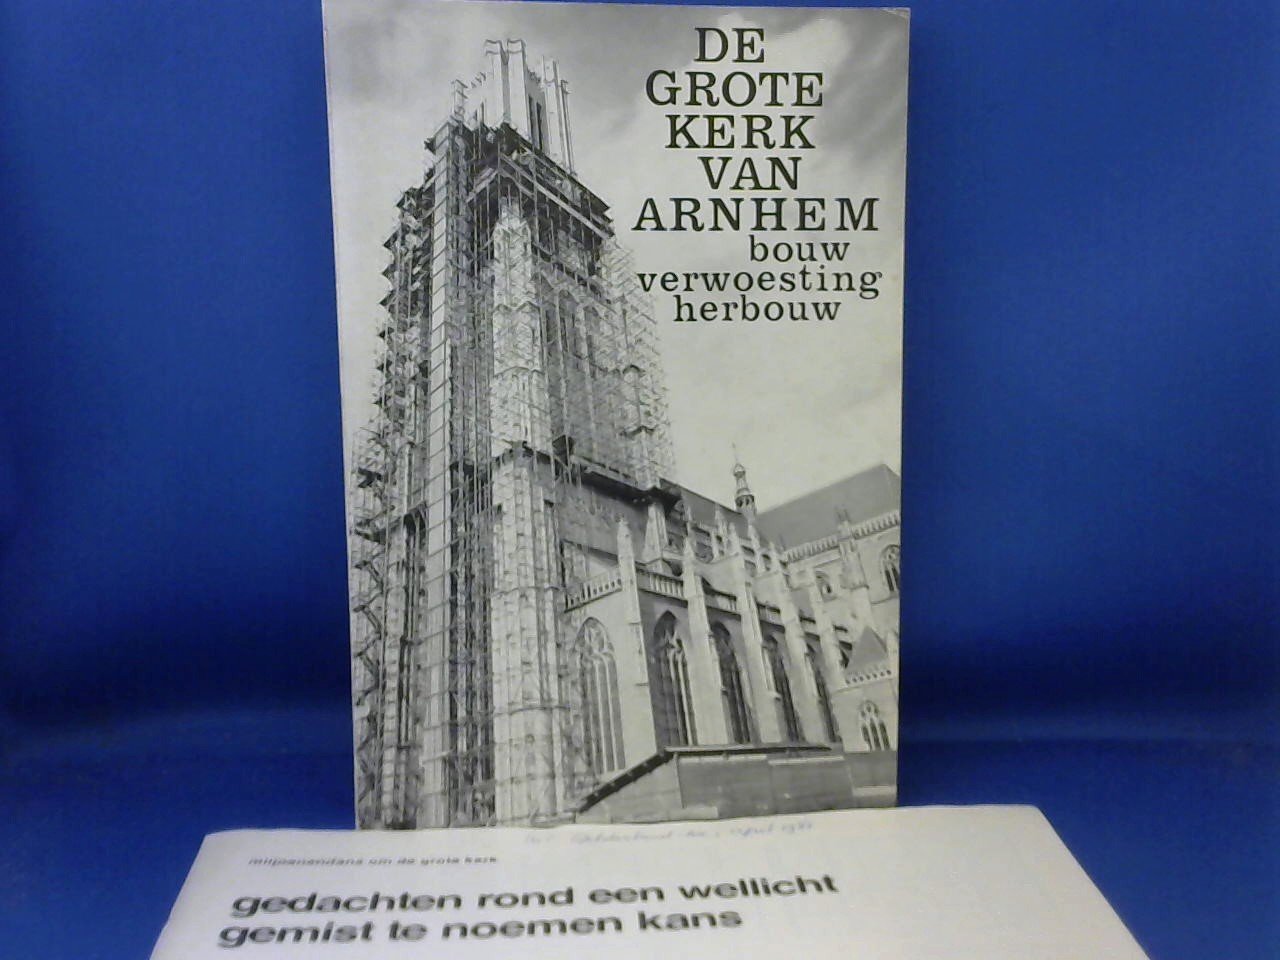 DE
GROTE
KERK
VAN
ARNHEM
bouw
verwoesting
herbouw
april
om de grote kerk
gedachten rond een wellicht
gemist te noemen kans